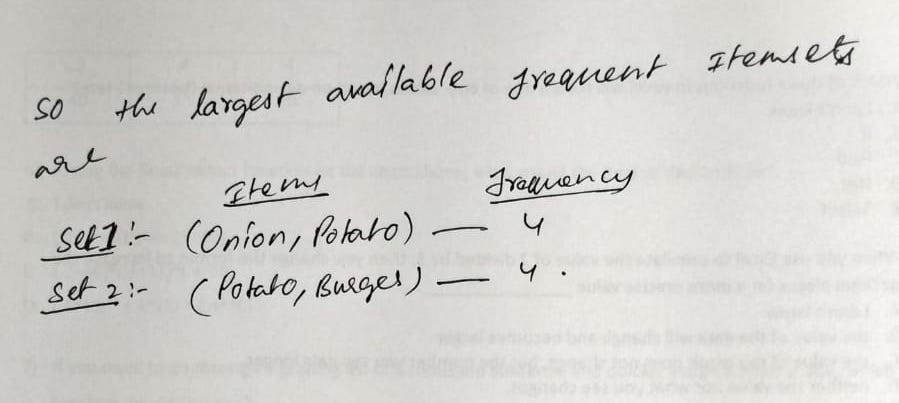 so the largest available frequent Itemsets
are
Items Frequency
Set 1 :- (Onion, Potato) — 4
Set 2 :- (Potato, Burger) — 4 .